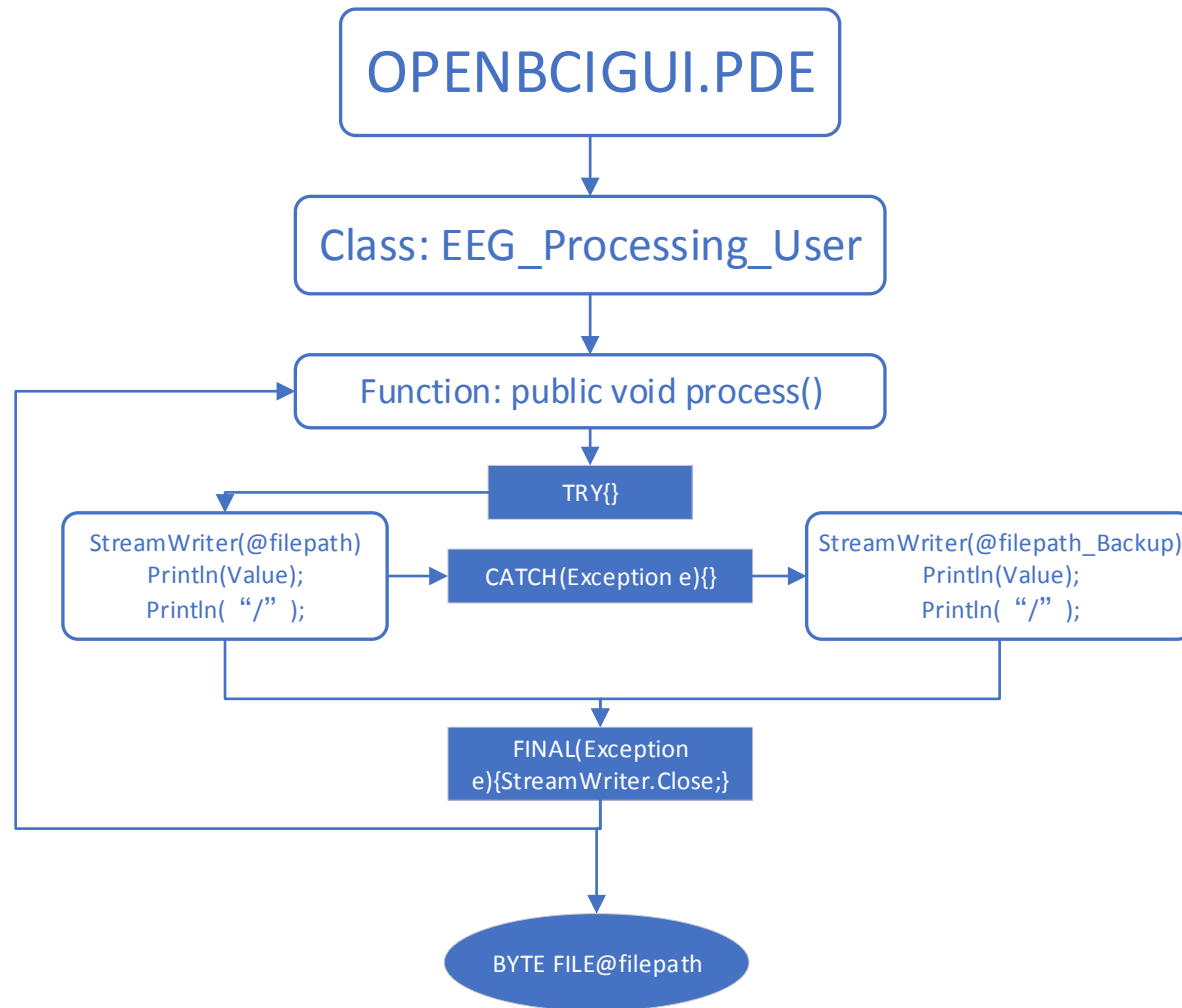 OPENBCIGUI.PDE
Class: EEG_Processing_User
Function: public void process()
TRY{}
StreamWriter(@filepath)
Println(Value);
Println( “/” );
CATCH(Exception e){}
StreamWriter(@filepath_Backup)
Println(Value);
Println( “/” );
FINAL(Exception
e){StreamWriter.Close;}
BYTE FILE@filepath